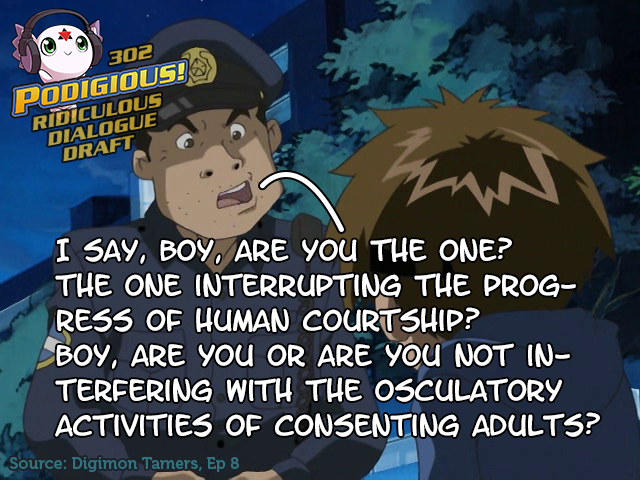 302
PODIGIOUS!
RIDICULOUS
DIALOGUE
DRAFT
I SAY, BOY, ARE YOU THE ONE?
THE ONE INTERRUPTING THE PROG-
RESS OF HUMAN COURTSHIP?
BOY, ARE YOU OR ARE YOU NOT IN-
TERFERING WITH THE OSCULATORY
ACTIVITIES OF CONSENTING ADULTS?
Source: Digimon Tamers, Ep 8